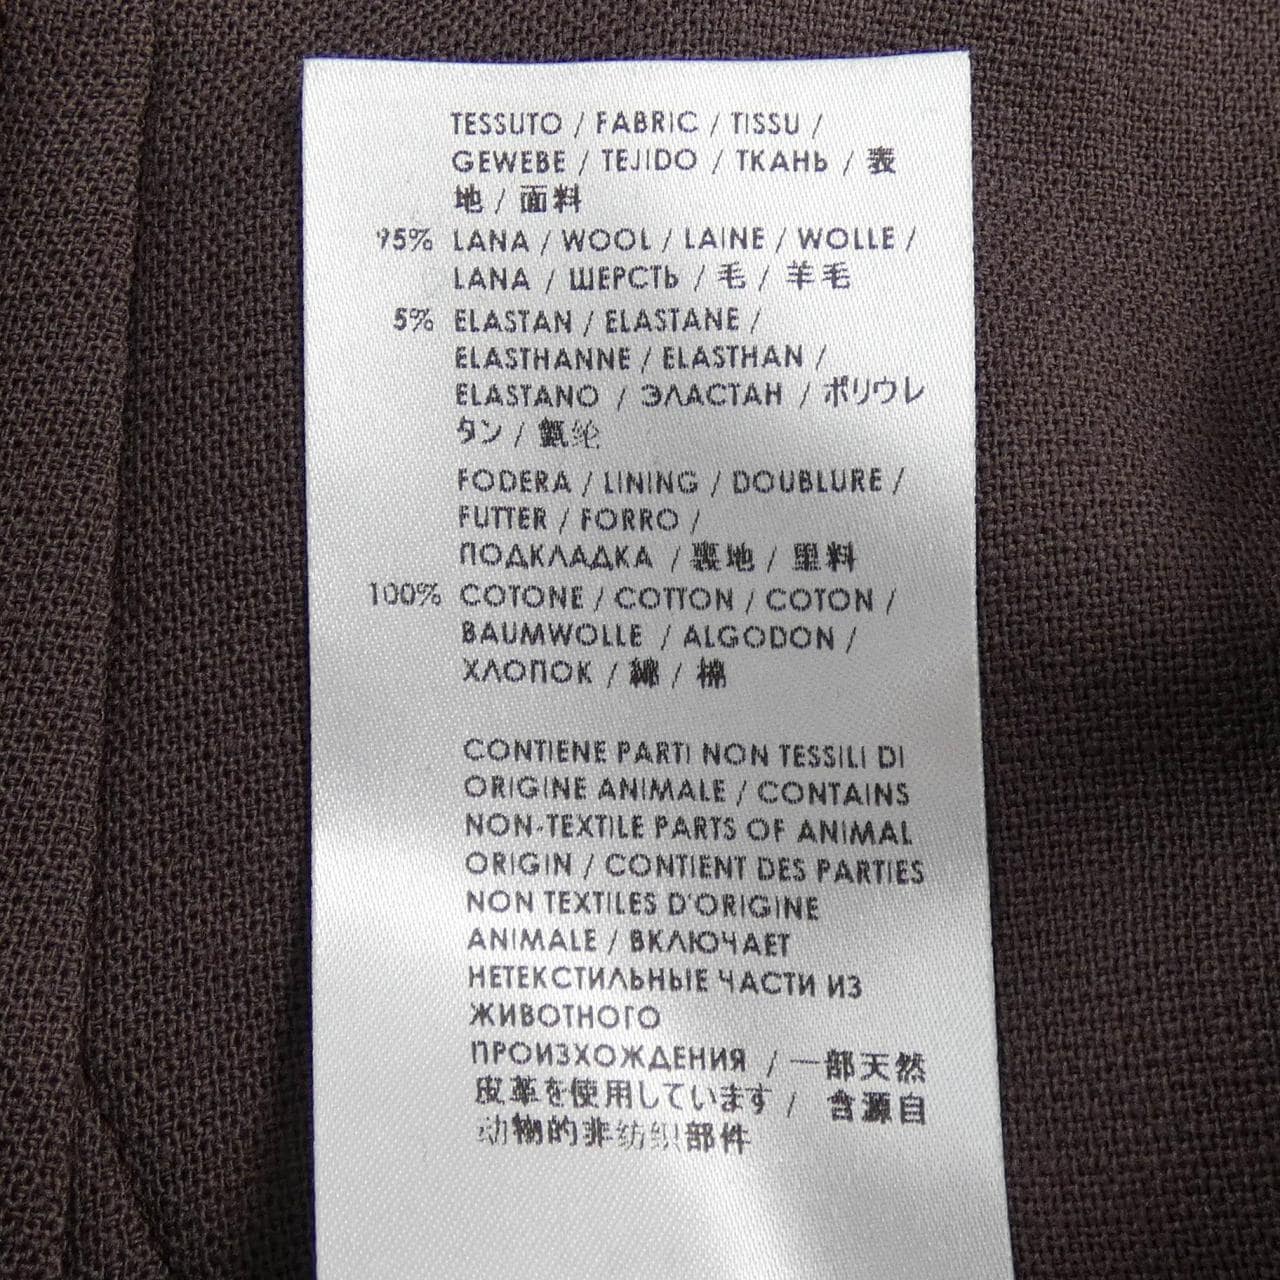 TESSUTO / FABRIC / TISSU /
GEWEBE / TEJIDO / ТКАНЬ / 表
地 / 面料
95% LANA / WOOL / LAINE / WOLLE /
LANA / ШЕРСТЬ / 毛 / 羊毛
5% ELASTAN / ELASTANE /
ELASTHANNE / ELASTHAN /
ELASTANO / ЭЛАСТАН / ポリウレ
タン / 氨纶
FODERA / LINING / DOUBLURE /
FUTTER / FORRO /
ПОДКЛАДКА / 裏地 / 里料
100% COTONE / COTTON / COTON /
BAUMWOLLE / ALGODON /
ХЛОПОК / 綿 / 棉
CONTIENE PARTI NON TESSILI DI
ORIGINE ANIMALE / CONTAINS
NON-TEXTILE PARTS OF ANIMAL
ORIGIN / CONTIENT DES PARTIES
NON TEXTILES D'ORIGINE
ANIMALE / ВКЛЮЧАЕТ
НЕТЕКСТИЛЬНЫЕ ЧАСТИ ИЗ
ЖИВОТНОГО
ПРОИЗХОЖДЕНИЯ / 一部天然
皮革を使用しています / 含源自
动物的非纺织部件